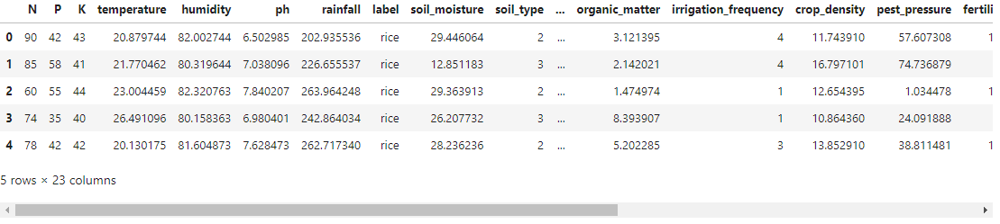 N P K temperature humidity ph rainfall label soil_moisture soil_type ... organic_matter irrigation_frequency crop_density pest_pressure fertili
0 90 42 43 20.879744 82.002744 6.502985 202.935536 rice 29.446064 2 ... 3.121395 4 11.743910 57.607308 1
1 85 58 41 21.770462 80.319644 7.038096 226.655537 rice 12.851183 3 ... 2.142021 4 16.797101 74.736879
2 60 55 44 23.004459 82.320763 7.840207 263.964248 rice 29.363913 2 ... 1.474974 1 12.654395 1.034478 1
3 74 35 40 26.491096 80.158363 6.980401 242.864034 rice 26.207732 3 ... 8.393907 1 10.864360 24.091888
4 78 42 42 20.130175 81.604873 7.628473 262.717340 rice 28.236236 2 ... 5.202285 3 13.852910 38.811481 1
5 rows × 23 columns